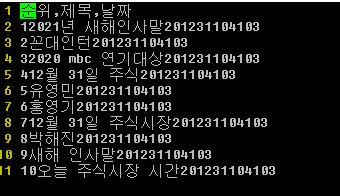 1 순위,제목,날짜
2 12021년 새해인사말201231104103
3 2꼰대인턴201231104103
4 32020 mbc 연기대상201231104103
5 412월 31일 주식201231104103
6 5유영민201231104103
7 6홍영기201231104103
8 712월 31일 주식시장201231104103
9 8박해진201231104103
10 9새해 인사말201231104103
11 10오늘 주식시장 시간201231104103